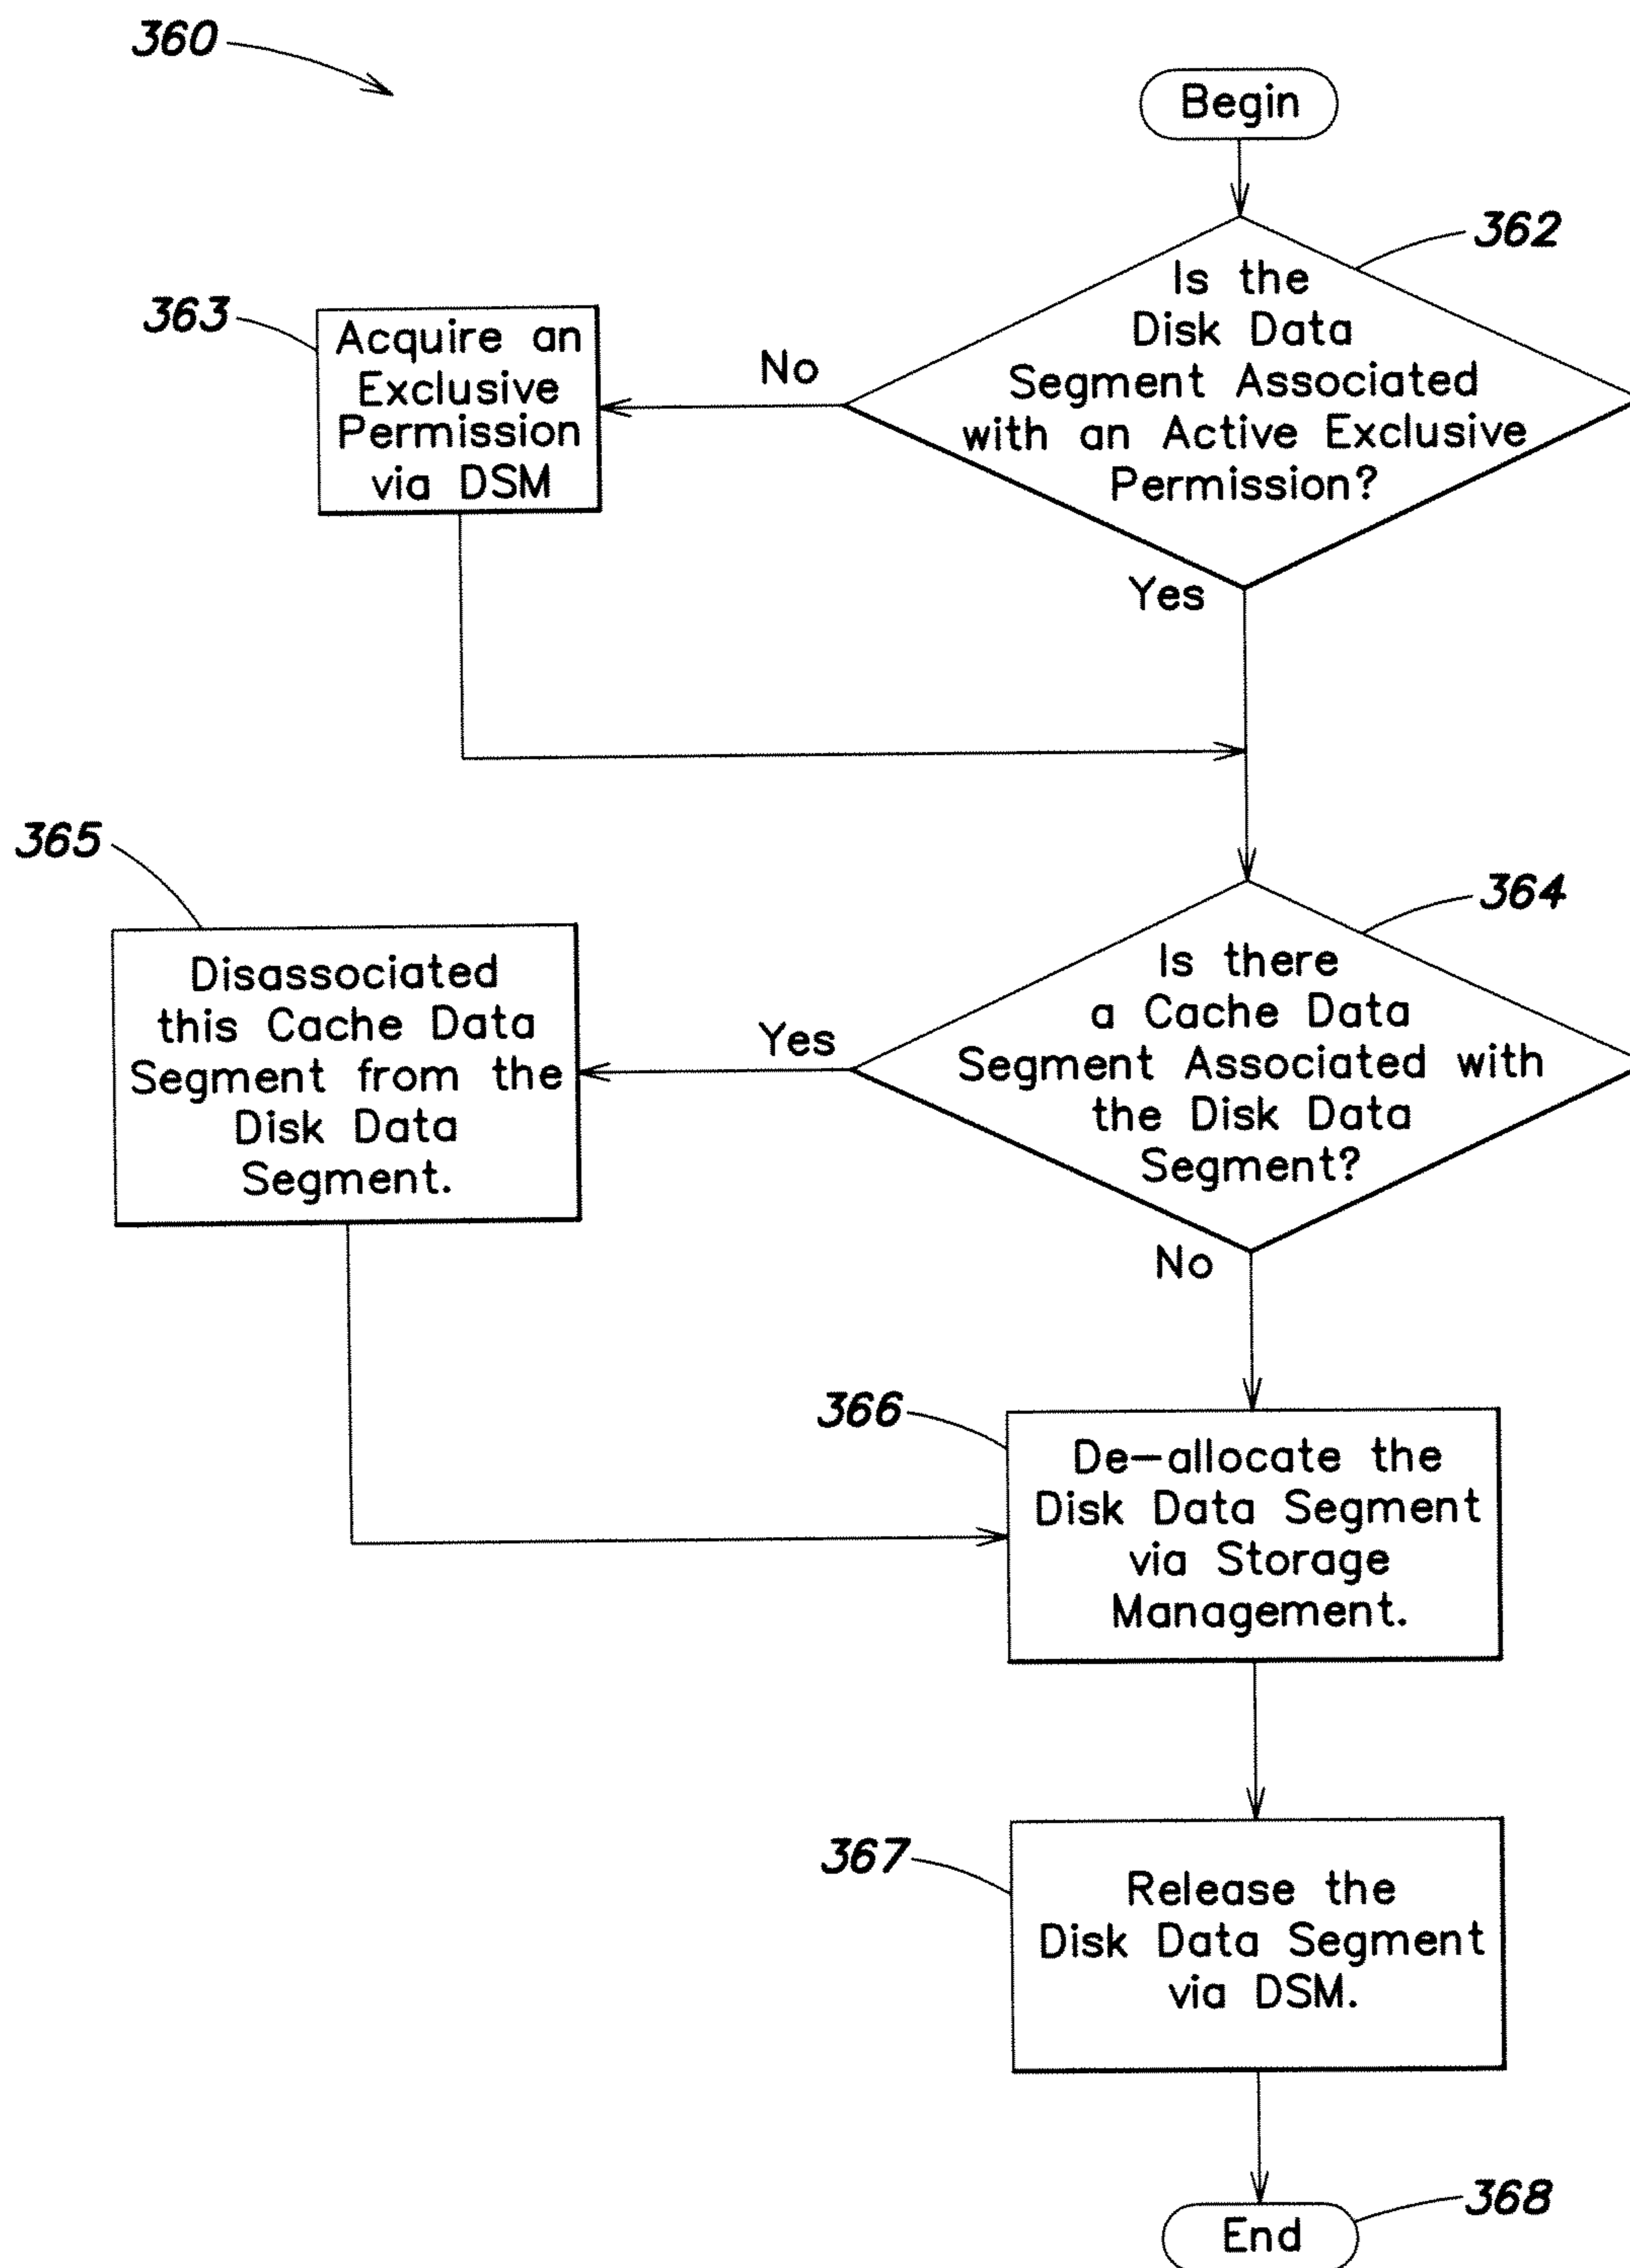 360
Begin
362
Is the
Disk Data
Segment Associated
with an Active Exclusive
Permission?
No
Yes
363
Acquire an
Exclusive
Permission
via DSM
364
Is there
a Cache Data
Segment Associated with
the Disk Data
Segment?
Yes
No
365
Disassociated
this Cache Data
Segment from the
Disk Data
Segment.
366
De-allocate the
Disk Data Segment
via Storage
Management.
367
Release the
Disk Data Segment
via DSM.
368
End